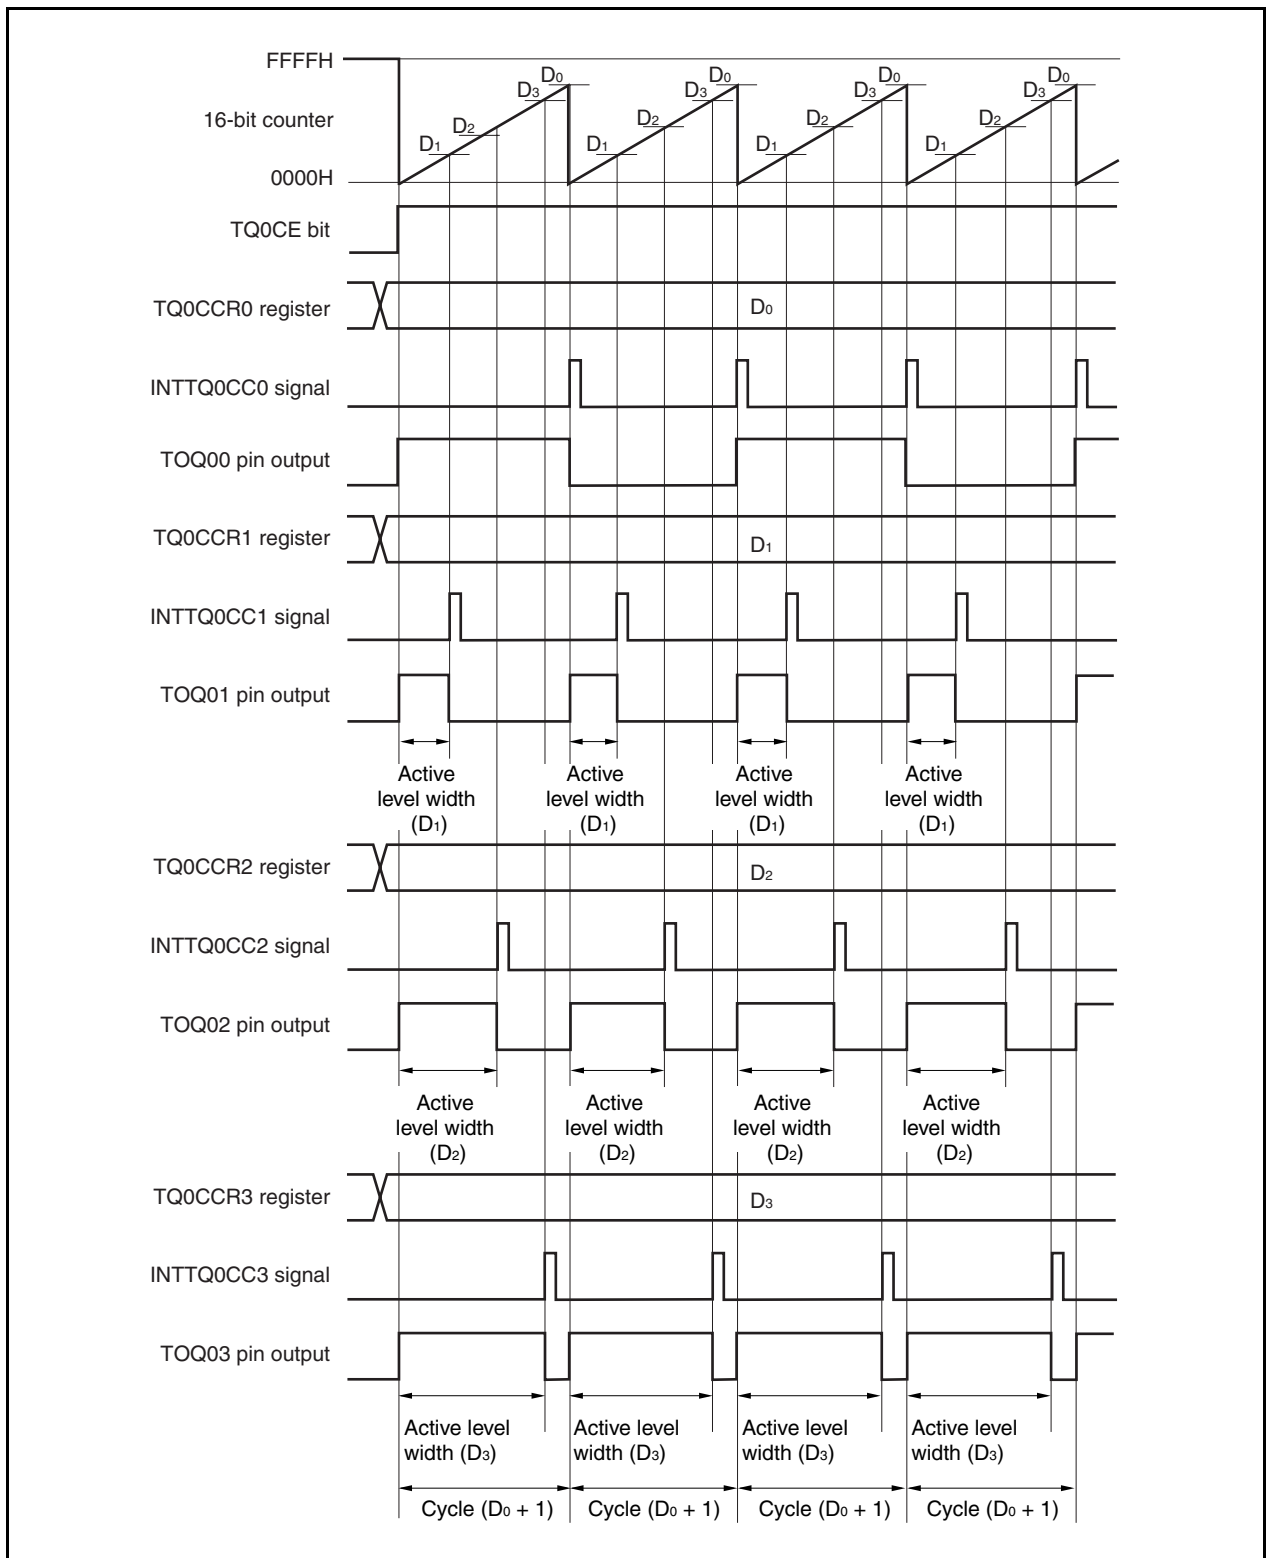 FFFFH
D0 D0 D0 D0
D3 D3 D3 D3
16-bit counter
D2 D2 D2 D2
D1 D1 D1 D1
0000H
TQ0CE bit
TQ0CCR0 register
D0
INTTQ0CC0 signal
TOQ00 pin output
TQ0CCR1 register
D1
INTTQ0CC1 signal
TOQ01 pin output
Active
level width
(D1)
Active
level width
(D1)
Active
level width
(D1)
Active
level width
(D1)
TQ0CCR2 register
D2
INTTQ0CC2 signal
TOQ02 pin output
Active
level width
(D2)
Active
level width
(D2)
Active
level width
(D2)
Active
level width
(D2)
TQ0CCR3 register
D3
INTTQ0CC3 signal
TOQ03 pin output
Active level
width (D3)
Active level
width (D3)
Active level
width (D3)
Active level
width (D3)
Cycle (D0 + 1)
Cycle (D0 + 1)
Cycle (D0 + 1)
Cycle (D0 + 1)